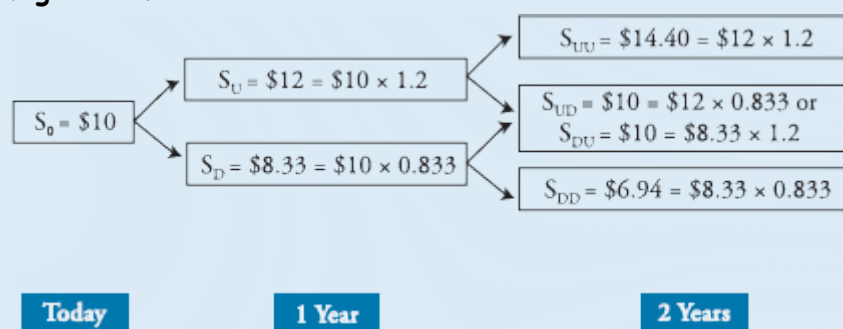 S₀ = $10
S_U = $12 = $10 × 1.2
S_D = $8.33 = $10 × 0.833
S_UU = $14.40 = $12 × 1.2
S_UD = $10 = $12 × 0.833 or
S_DU = $10 = $8.33 × 1.2
S_DD = $6.94 = $8.33 × 0.833
Today
1 Year
2 Years